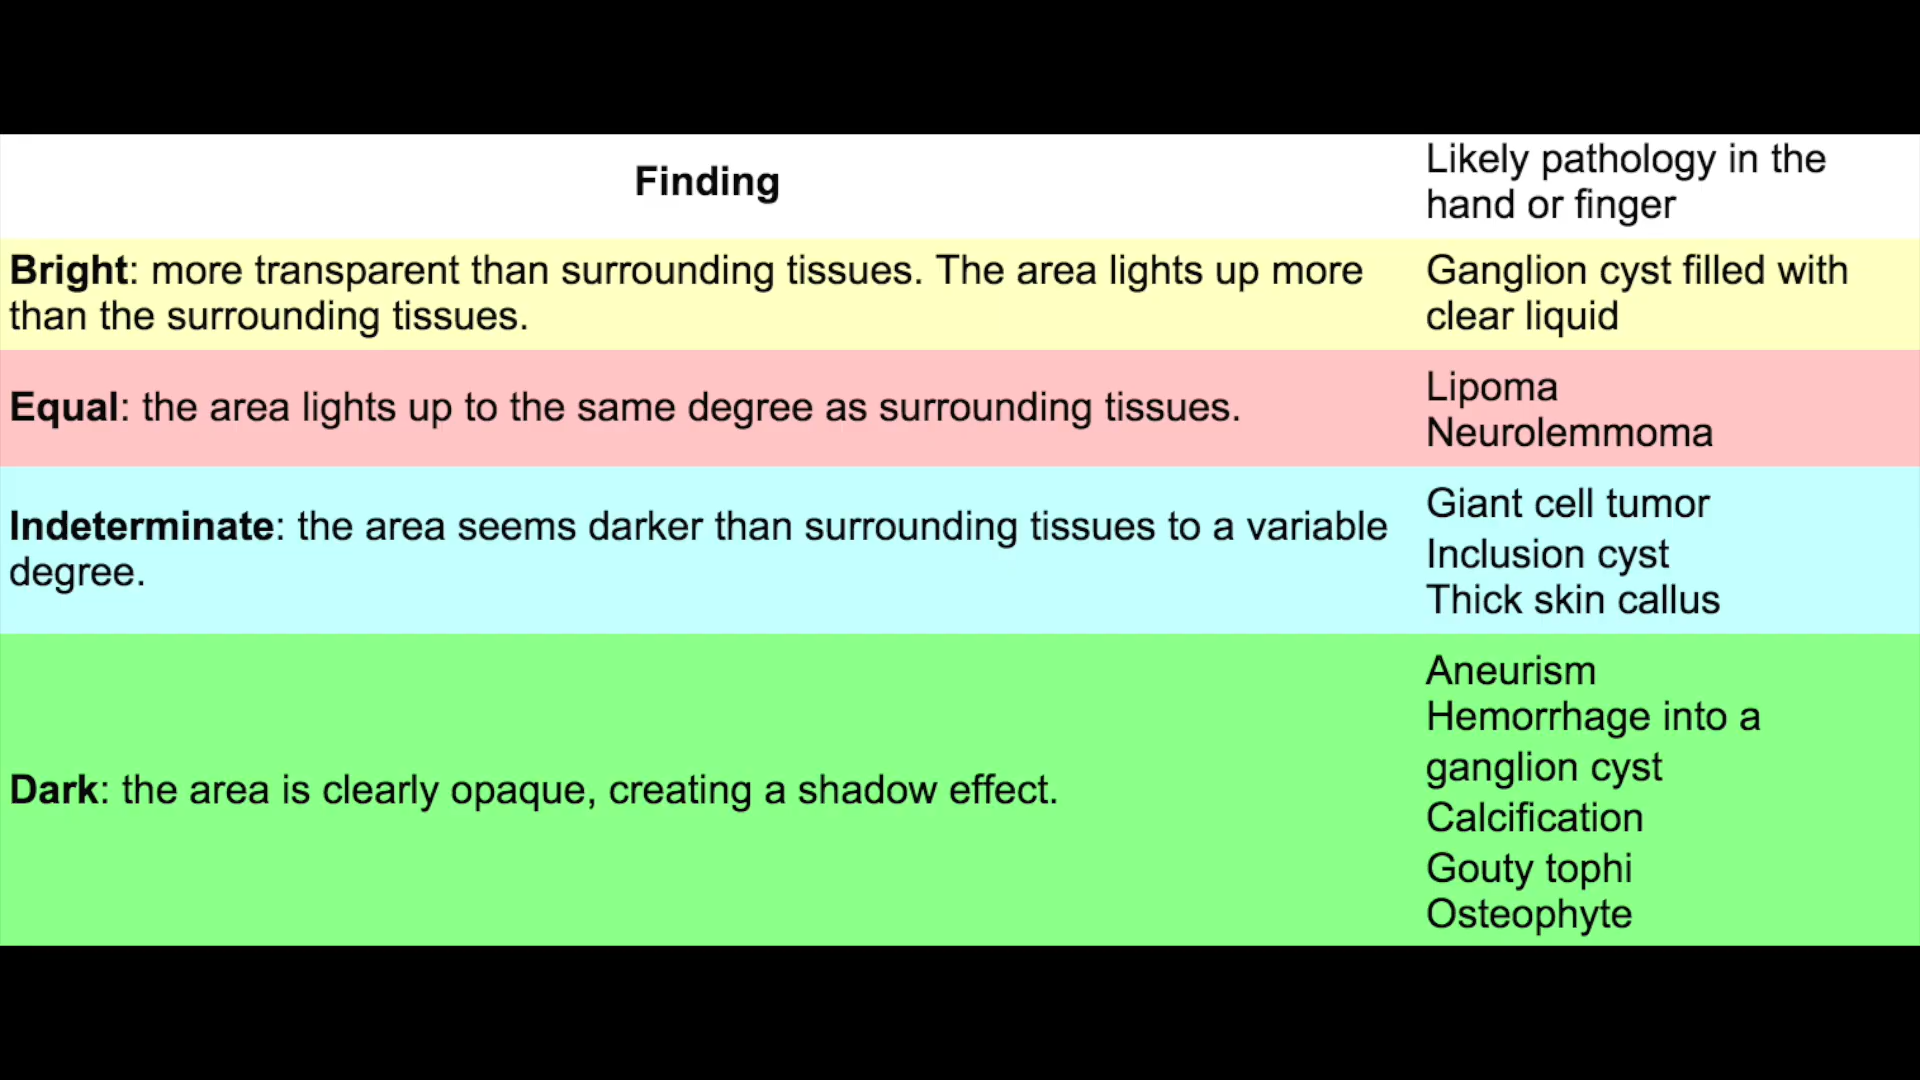 Finding
Likely pathology in the
hand or finger
Bright: more transparent than surrounding tissues. The area lights up more
than the surrounding tissues.
Ganglion cyst filled with
clear liquid
Equal: the area lights up to the same degree as surrounding tissues.
Lipoma
Neurolemmoma
Indeterminate: the area seems darker than surrounding tissues to a variable
degree.
Giant cell tumor
Inclusion cyst
Thick skin callus
Dark: the area is clearly opaque, creating a shadow effect.
Aneurism
Hemorrhage into a
ganglion cyst
Calcification
Gouty tophi
Osteophyte